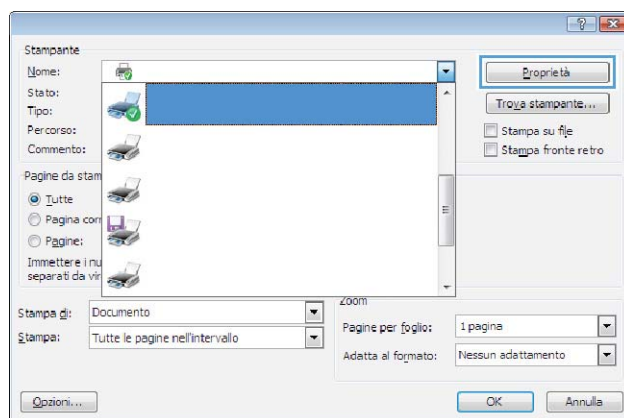 Stampante
Nome:
Proprietà
Stato:
Tipo:
Trova stampante...
Percorso:
Stampa su file
Commento:
Stampa fronte retro
Pagine da stam
Tutte
Pagina corr
Pagine:
Immettere i nu
separati da vir
Zoom
Stampa di: Documento
Pagine per foglio: 1 pagina
Stampa: Tutte le pagine nell'intervallo
Adatta al formato: Nessun adattamento
Opzioni...
OK
Annulla